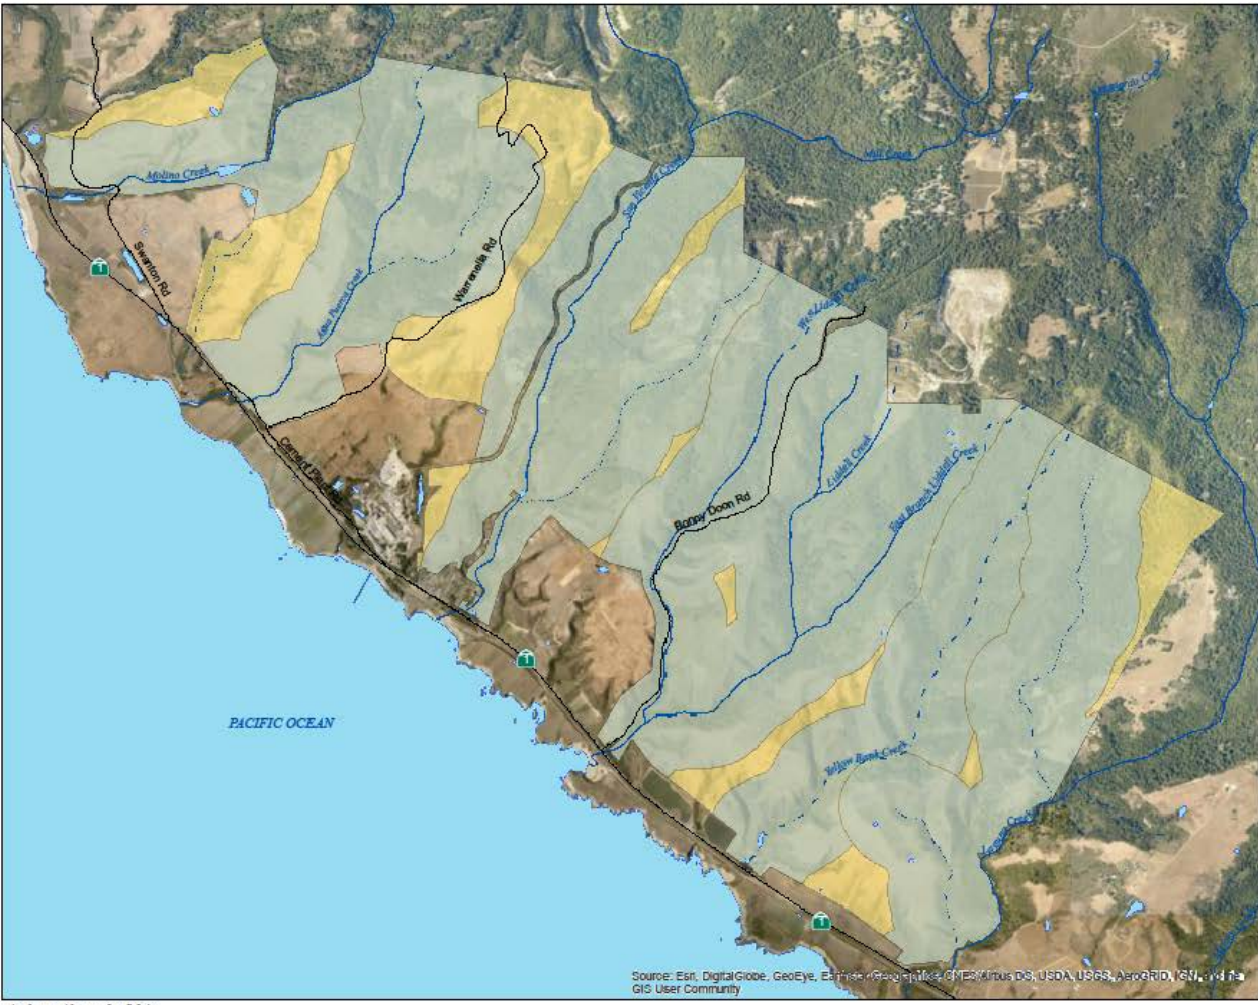 Molino Creek
Mill Creek
San Vicente Creek
Swanton Rd
1
Warrenella Rd
Liddell Creek
East Branch Liddell Creek
Bonny Doon Rd
1
PACIFIC OCEAN
Yellow Bank Creek
1
Source: Esri, DigitalGlobe, GeoEye, Earthstar Geographics, CNES/Airbus DS, USDA, USGS, AeroGRID, IGN, and the
GIS User Community